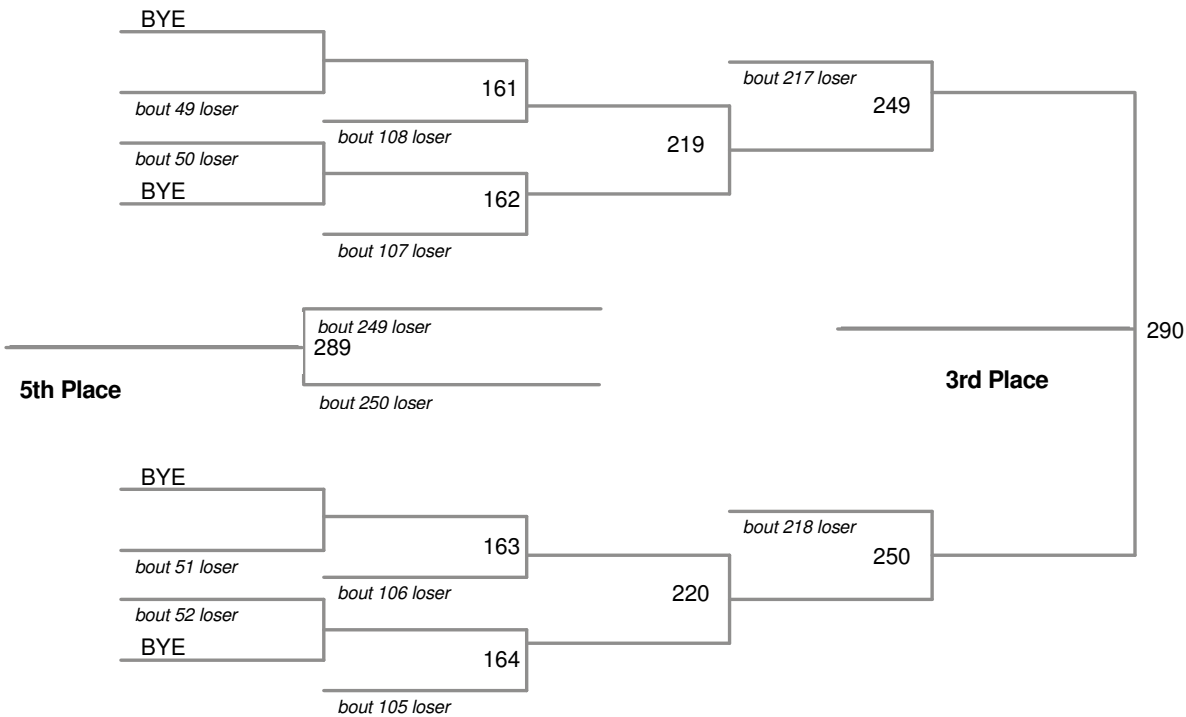 BYE
bout 49 loser
161
bout 108 loser
bout 50 loser
BYE
162
bout 107 loser
219
bout 217 loser
249
bout 249 loser
289
5th Place
bout 250 loser
290
3rd Place
BYE
bout 51 loser
163
bout 106 loser
bout 52 loser
BYE
164
bout 105 loser
220
bout 218 loser
250